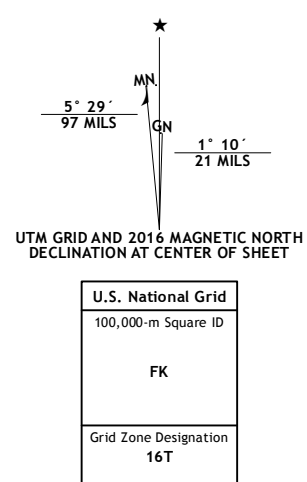 ★
MN
5° 29´
97 MILS
GN
1° 10´
21 MILS
UTM GRID AND 2016 MAGNETIC NORTH
DECLINATION AT CENTER OF SHEET
U.S. National Grid
100,000-m Square ID
FK
Grid Zone Designation
16T